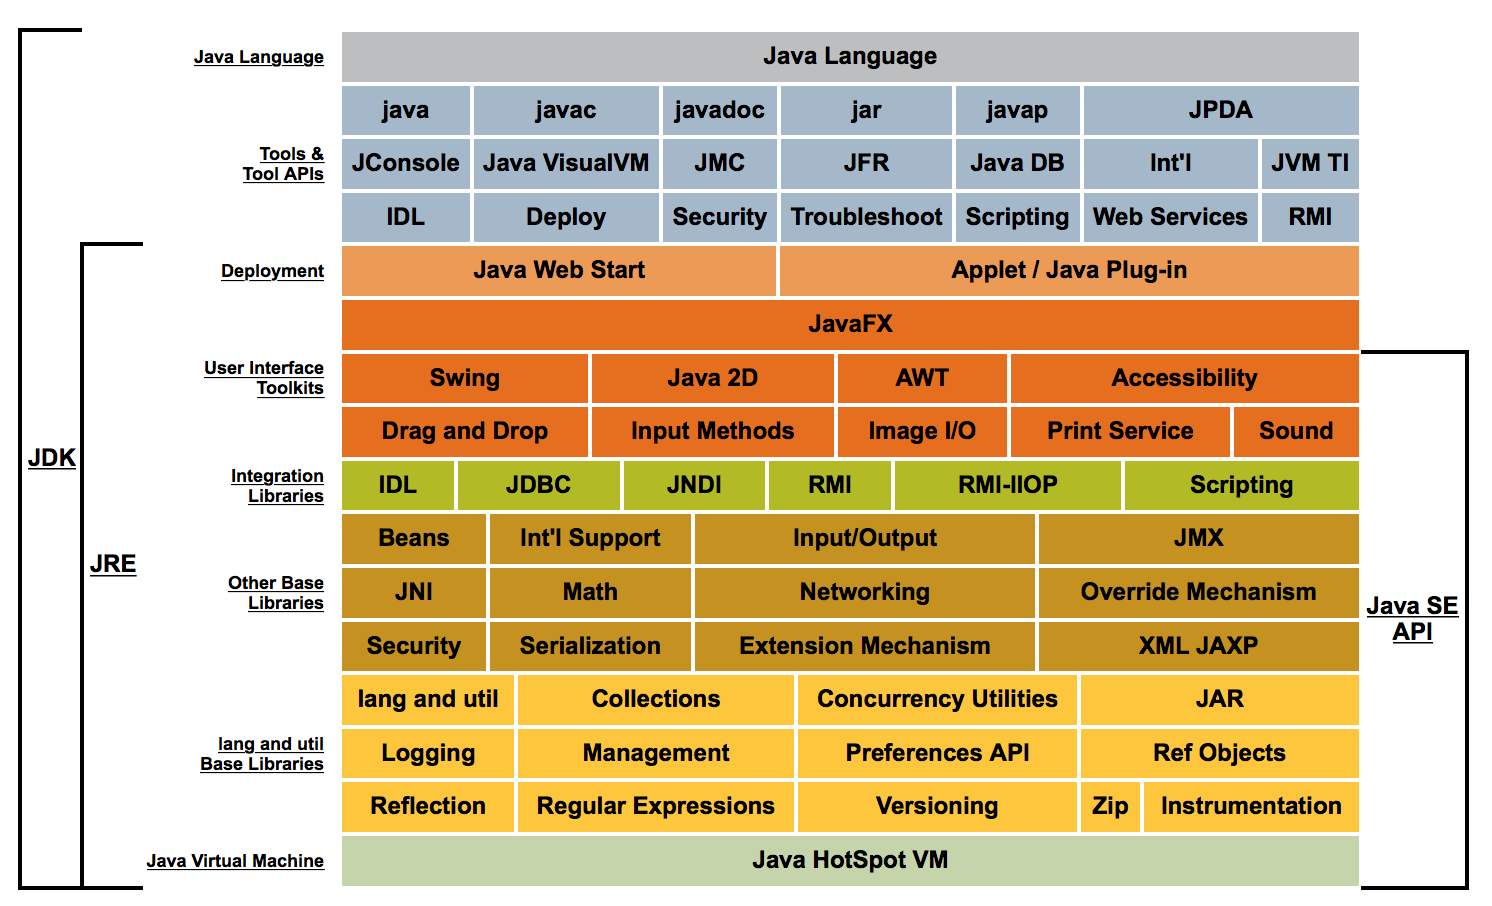 Java Language
Java Language
java javac javadoc jar javap JPDA
Tools &
Tool APIs
JConsole Java VisualVM JMC JFR Java DB Int'l JVM TI
IDL Deploy Security Troubleshoot Scripting Web Services RMI
Deployment
Java Web Start Applet / Java Plug-in
JavaFX
User Interface
Toolkits
Swing Java 2D AWT Accessibility
Drag and Drop Input Methods Image I/O Print Service Sound
JDK
Integration
Libraries
IDL JDBC JNDI RMI RMI-IIOP Scripting
Beans Int'l Support Input/Output JMX
JRE
Other Base
Libraries
JNI Math Networking Override Mechanism
Java SE
API
Security Serialization Extension Mechanism XML JAXP
lang and util Collections Concurrency Utilities JAR
lang and util
Base Libraries
Logging Management Preferences API Ref Objects
Reflection Regular Expressions Versioning Zip Instrumentation
Java Virtual Machine
Java HotSpot VM